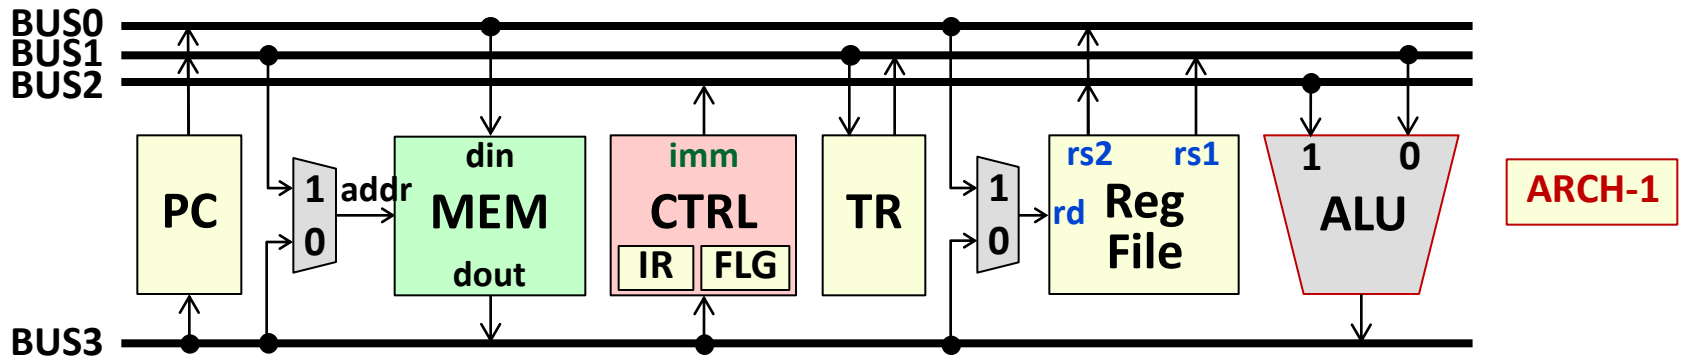 BUS0
BUS1
BUS2
din
imm
rs2 rs1
1 0
1
0
addr
PC
MEM
CTRL
TR
1
0
rd
Reg
File
ALU
ARCH-1
IR
FLG
dout
BUS3